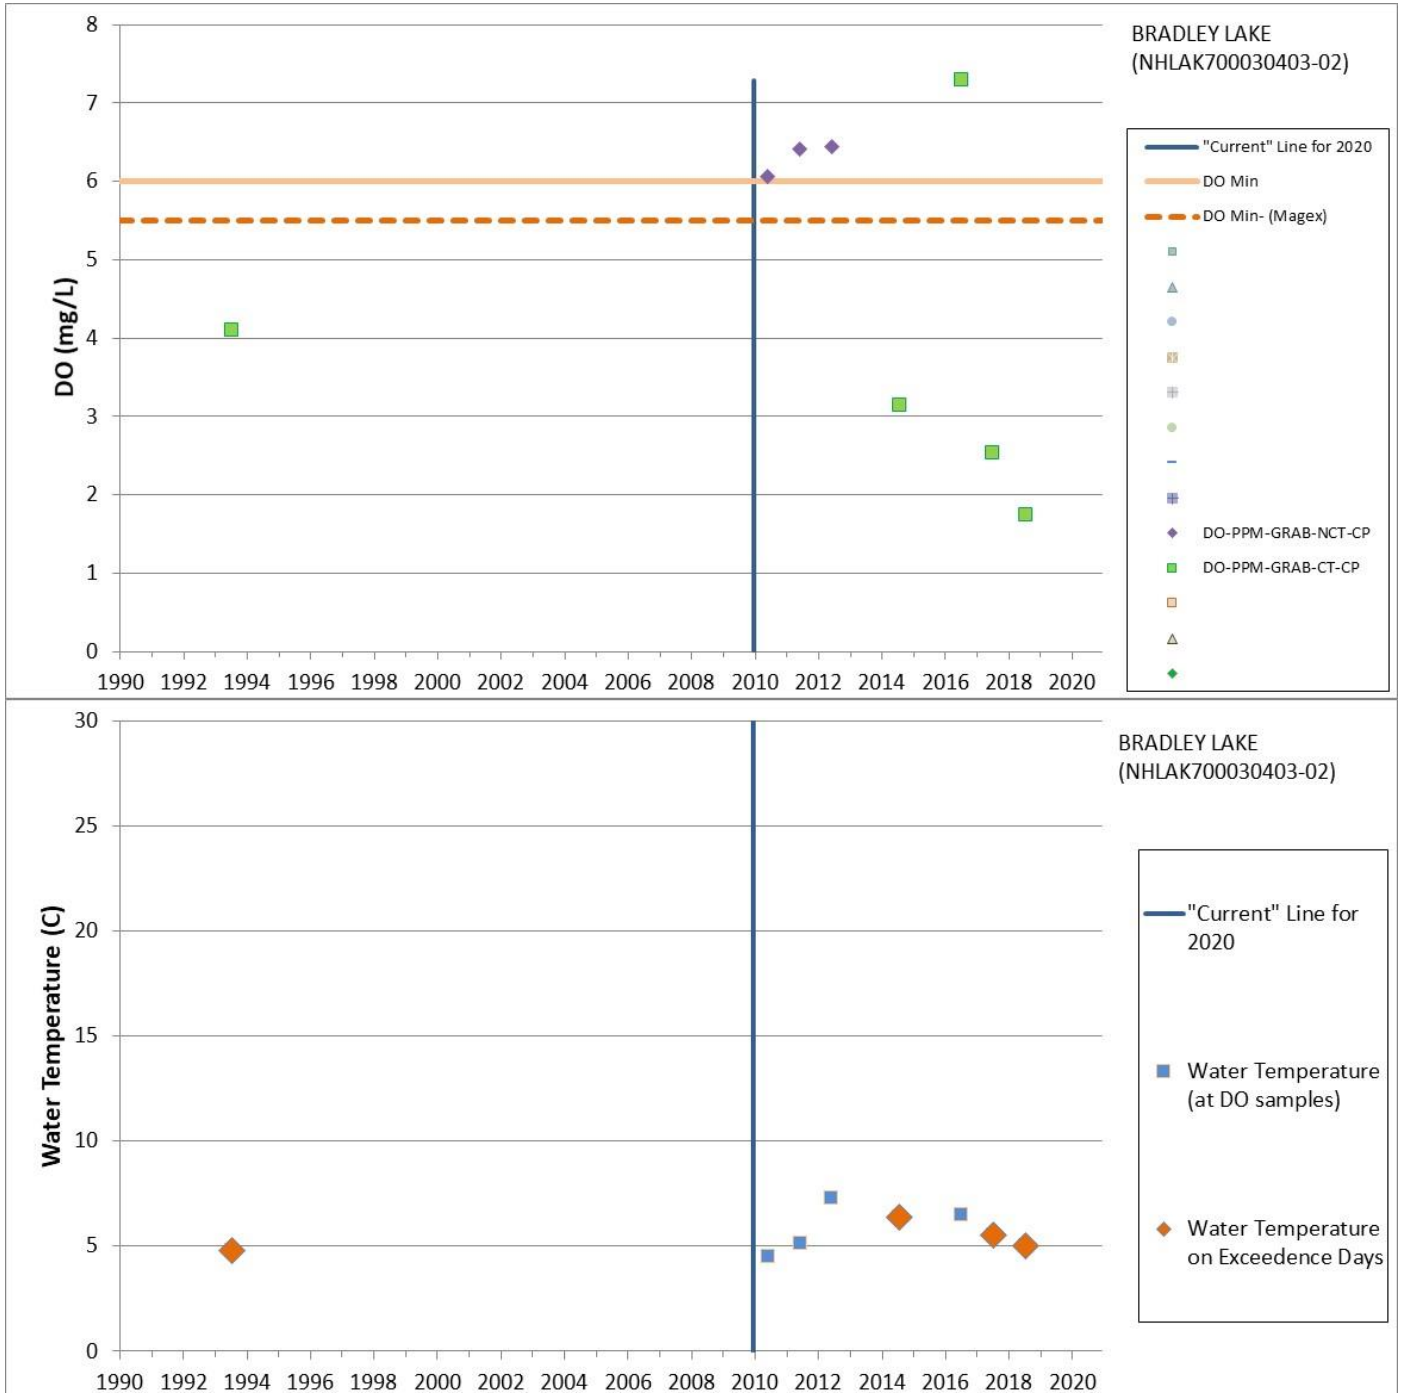 BRADLEY LAKE
(NHLAK700030403-02)
8
7
6
5
4
3
2
1
0
DO (mg/L)
1990 1992 1994 1996 1998 2000 2002 2004 2006 2008 2010 2012 2014 2016 2018 2020
"Current" Line for 2020
DO Min
DO Min- (Magex)
DO-PPM-GRAB-NCT-CP
DO-PPM-GRAB-CT-CP
BRADLEY LAKE
(NHLAK700030403-02)
30
25
20
15
10
5
0
Water Temperature (C)
1990 1992 1994 1996 1998 2000 2002 2004 2006 2008 2010 2012 2014 2016 2018 2020
"Current" Line for
2020
Water Temperature
(at DO samples)
Water Temperature
on Exceedence Days